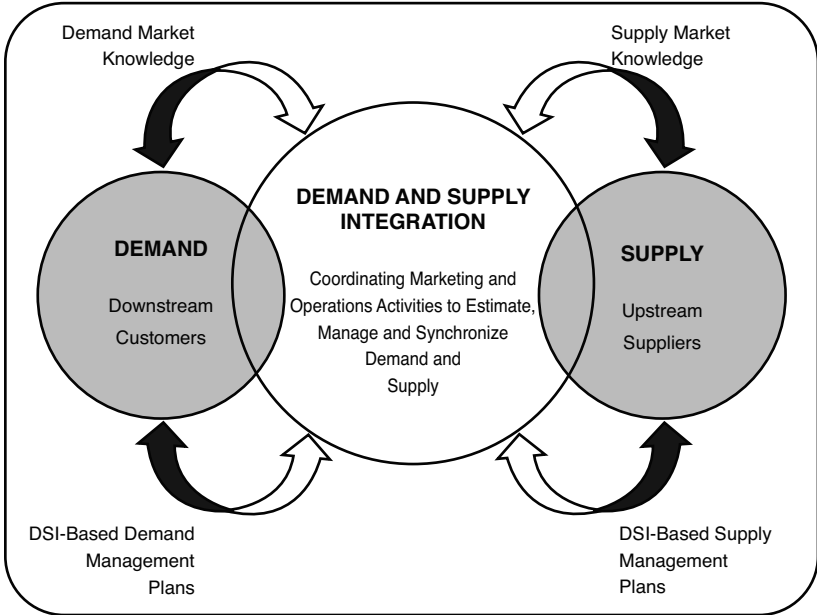 Demand Market
Knowledge
Supply Market
Knowledge
DEMAND
Downstream
Customers
DEMAND AND SUPPLY
INTEGRATION
Coordinating Marketing and
Operations Activities to Estimate,
Manage and Synchronize
Demand and
Supply
SUPPLY
Upstream
Suppliers
DSI-Based Demand
Management
Plans
DSI-Based Supply
Management
Plans